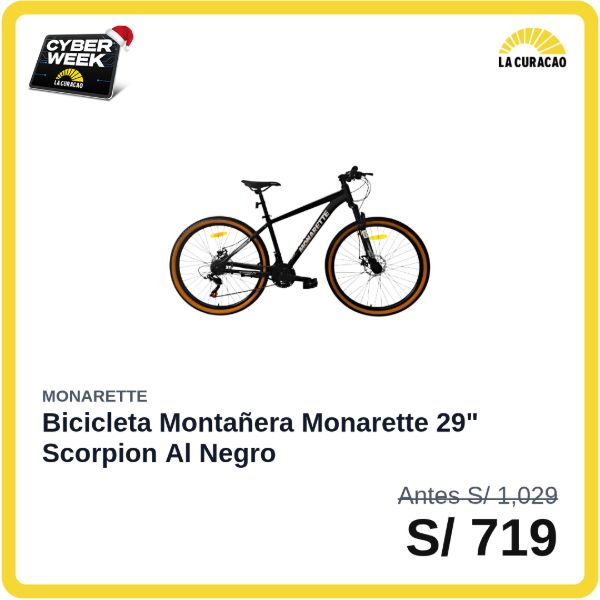 CYBER
WEEK
LA CURACAO
LA CURACAO
MONARETTE
MONARETTE
Bicicleta Montañera Monarette 29"
Scorpion Al Negro
Antes S/ 1,029
S/ 719